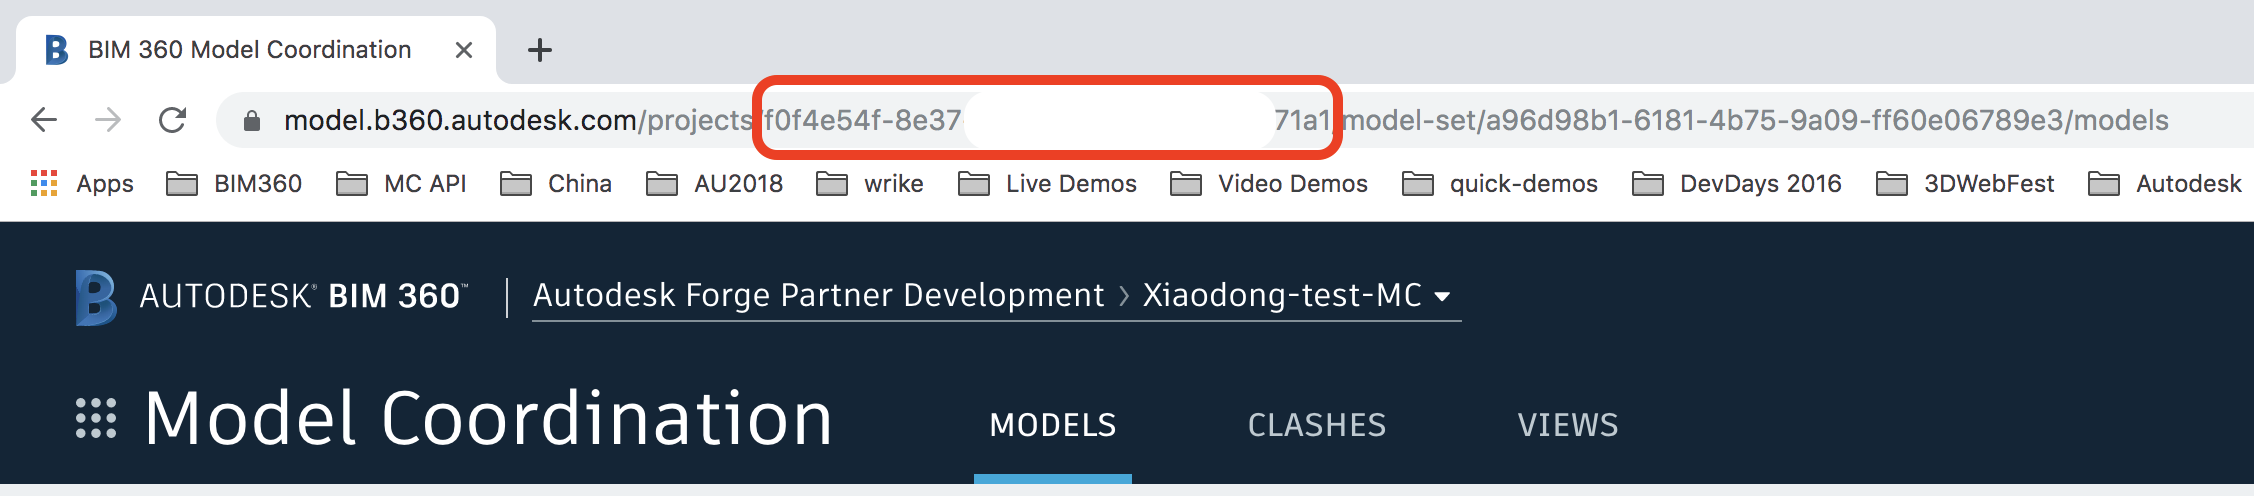 BIM 360 Model Coordination
model.b360.autodesk.com/projects/f0f4e54f-8e37 71a1/model-set/a96d98b1-6181-4b75-9a09-ff60e06789e3/models
Apps BIM360 MC API China AU2018 wrike Live Demos Video Demos quick-demos DevDays 2016 3DWebFest Autodesk
AUTODESK® BIM 360™ Autodesk Forge Partner Development > Xiaodong-test-MC
Model Coordination MODELS CLASHES VIEWS